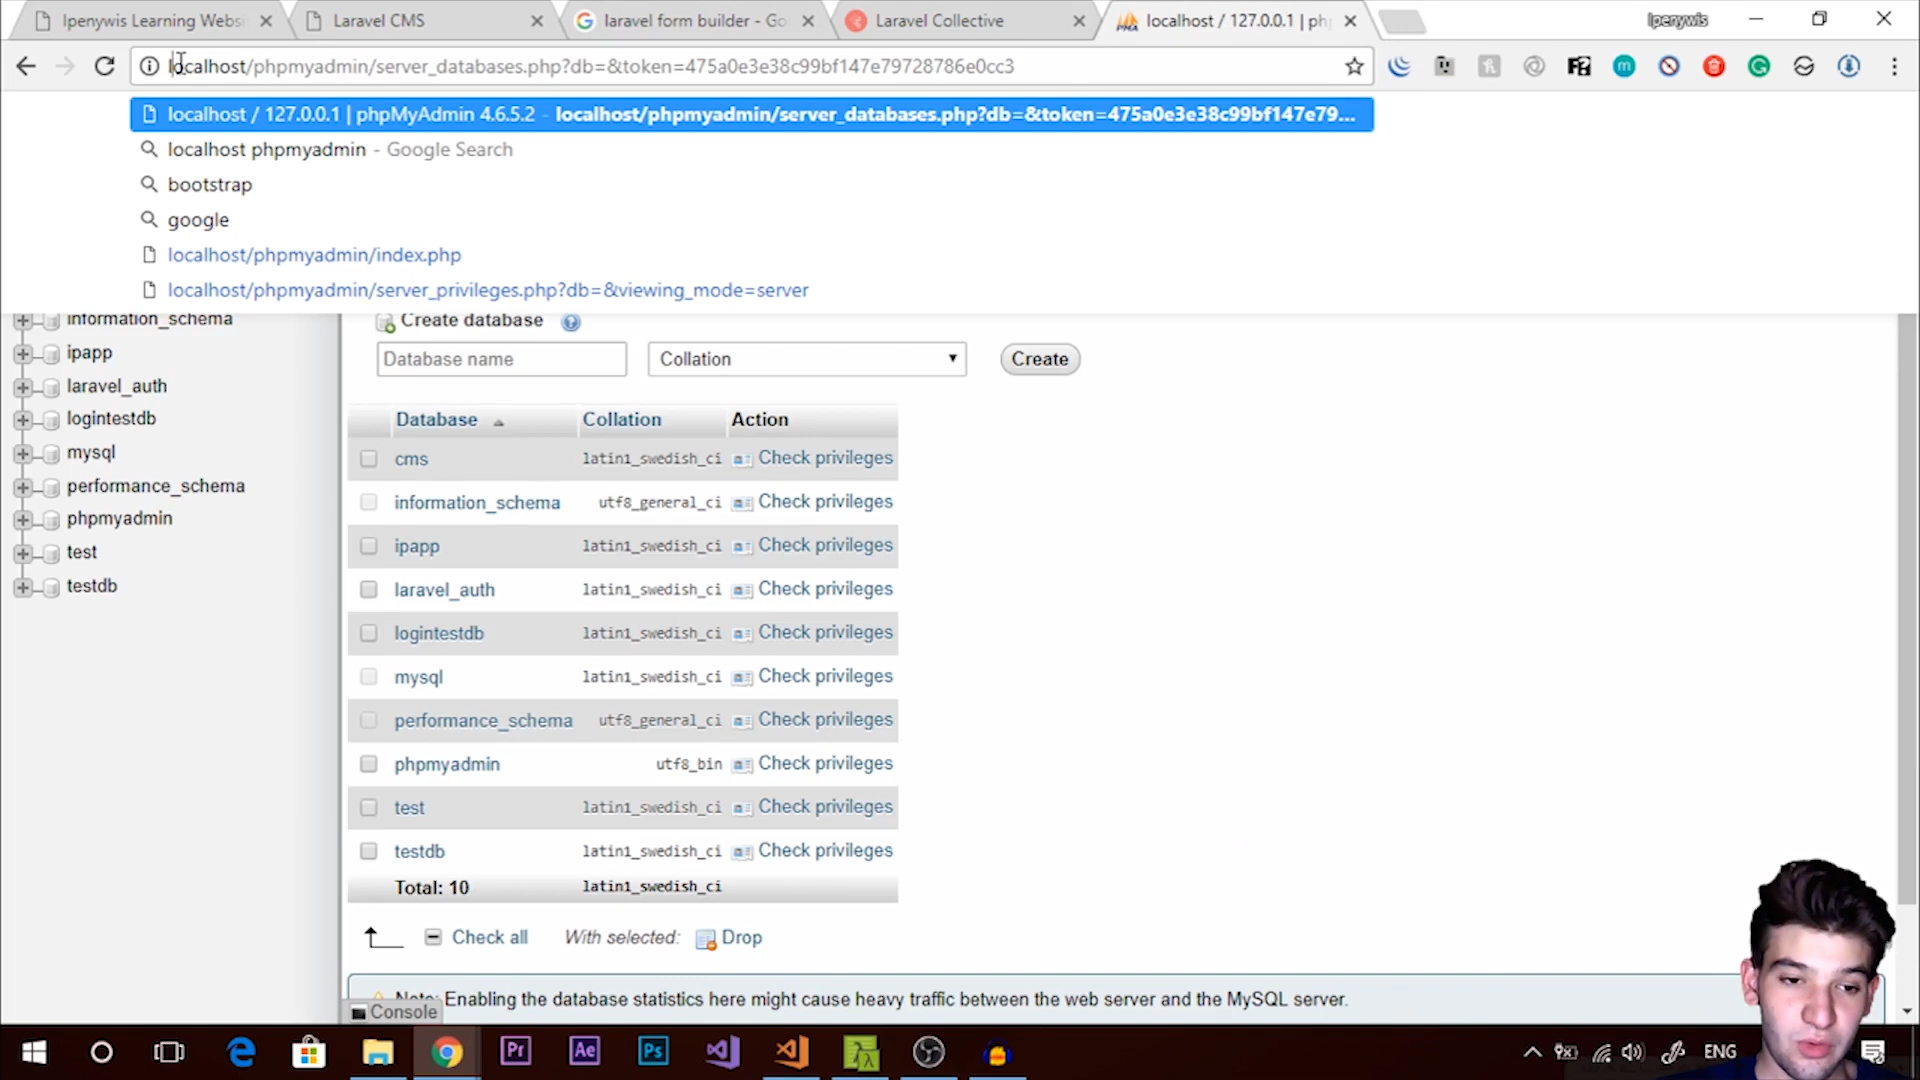 Ipenywis Learning Websi
Laravel CMS
laravel form builder - Go
Laravel Collective
localhost / 127.0.0.1 | ph
Ipenywis
localhost/phpmyadmin/server_databases.php?db=&token=475a0e3e38c99bf147e79728786e0cc3
localhost / 127.0.0.1 | phpMyAdmin 4.6.5.2 - localhost/phpmyadmin/server_databases.php?db=&token=475a0e3e38c99bf147e79...
localhost phpmyadmin - Google Search
bootstrap
google
localhost/phpmyadmin/index.php
localhost/phpmyadmin/server_privileges.php?db=&viewing_mode=server
information_schema
ipapp
laravel_auth
logintestdb
mysql
performance_schema
phpmyadmin
test
testdb
Create database
Database name
Collation
Create
Database Collation Action
cms latin1_swedish_ci Check privileges
information_schema utf8_general_ci Check privileges
ipapp latin1_swedish_ci Check privileges
laravel_auth latin1_swedish_ci Check privileges
logintestdb latin1_swedish_ci Check privileges
mysql latin1_swedish_ci Check privileges
performance_schema utf8_general_ci Check privileges
phpmyadmin utf8_bin Check privileges
test latin1_swedish_ci Check privileges
testdb latin1_swedish_ci Check privileges
Total: 10 latin1_swedish_ci
Check all With selected: Drop
Note: Enabling the database statistics here might cause heavy traffic between the web server and the MySQL server.
Console
Pr
Ae
Ps
ENG